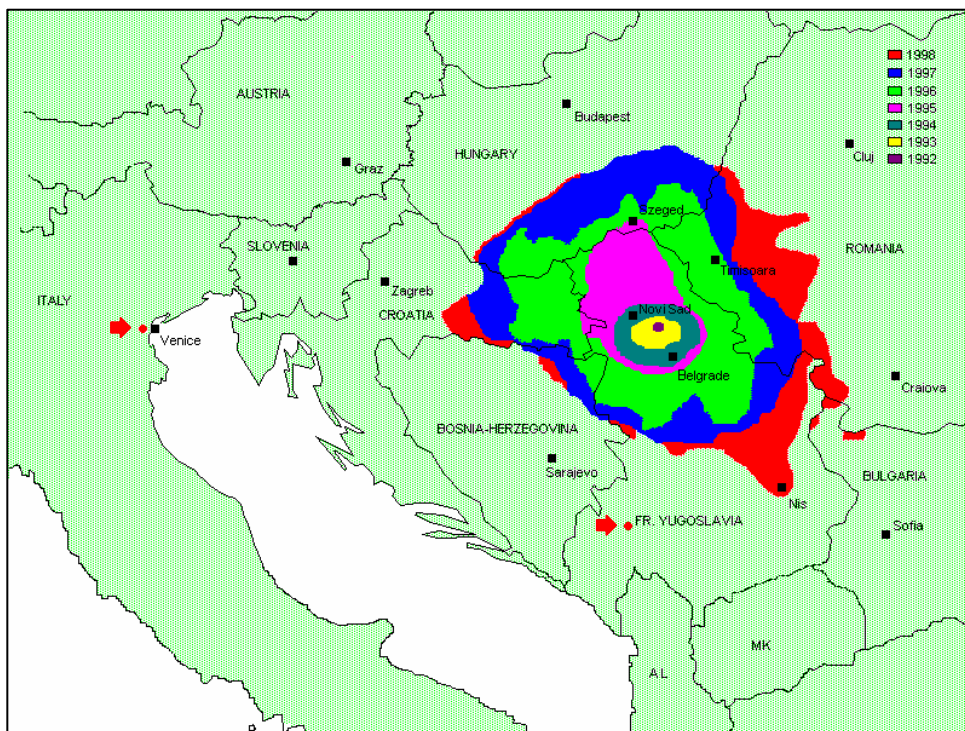 1998
1997
1996
1995
1994
1993
1992
AUSTRIA
Budapest
Cluj
HUNGARY
Graz
Szeged
SLOVENIA
ROMANIA
Timisoara
ITALY
Zagreb
CROATIA
Novi Sad
Venice
Belgrade
Craiova
BOSNIA-HERZEGOVINA
Sarajevo
BULGARIA
Nis
FR. YUGOSLAVIA
Sofia
MK
AL